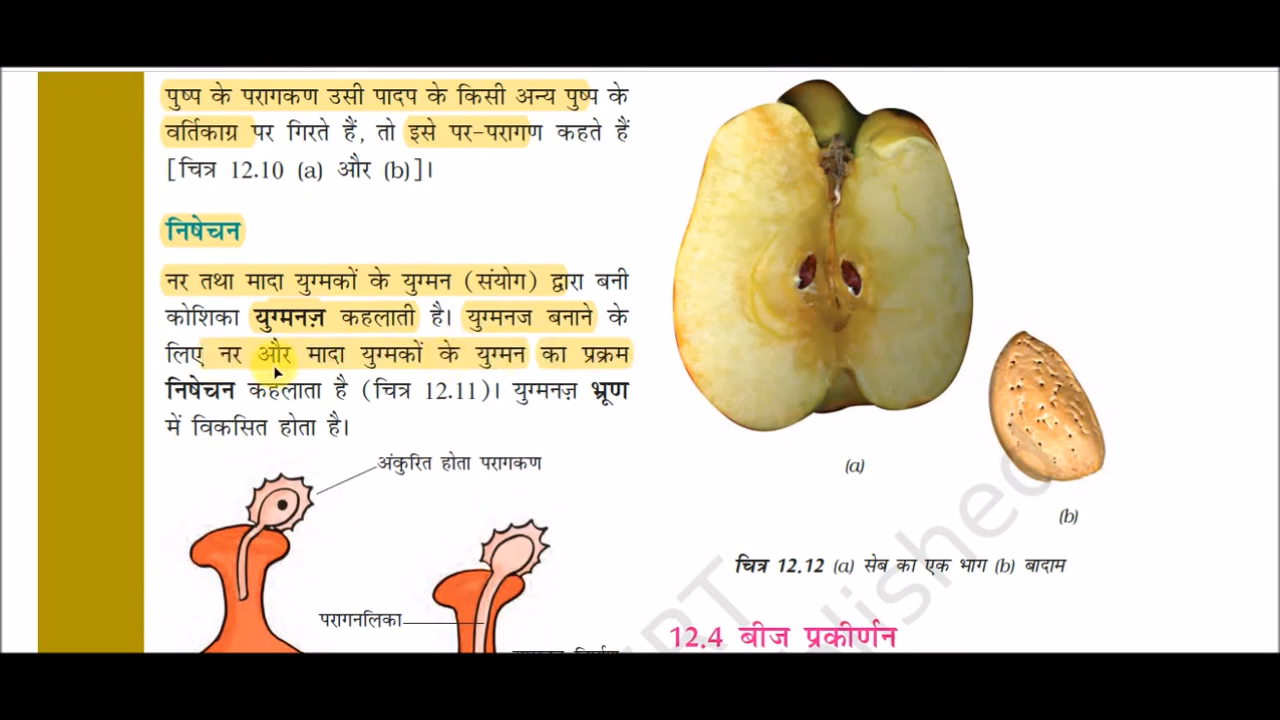 पुष्प के परागकण उसी पादप के किसी अन्य पुष्प के
वर्तिकाग्र पर गिरते हैं, तो इसे पर-परागण कहते हैं
[चित्र 12.10 (a) और (b)]।
निषेचन
नर तथा मादा युग्मकों के युग्मन (संयोग) द्वारा बनी
कोशिका युग्मनज़ कहलाती है। युग्मनज बनाने के
लिए नर और मादा युग्मकों के युग्मन का प्रक्रम
निषेचन कहलाता है (चित्र 12.11)। युग्मनज़ भ्रूण
में विकसित होता है।
अंकुरित होता परागकण
परागनलिका
(a)
(b)
चित्र 12.12 (a) सेब का एक भाग (b) बादाम
12.4 बीज प्रकीर्णन